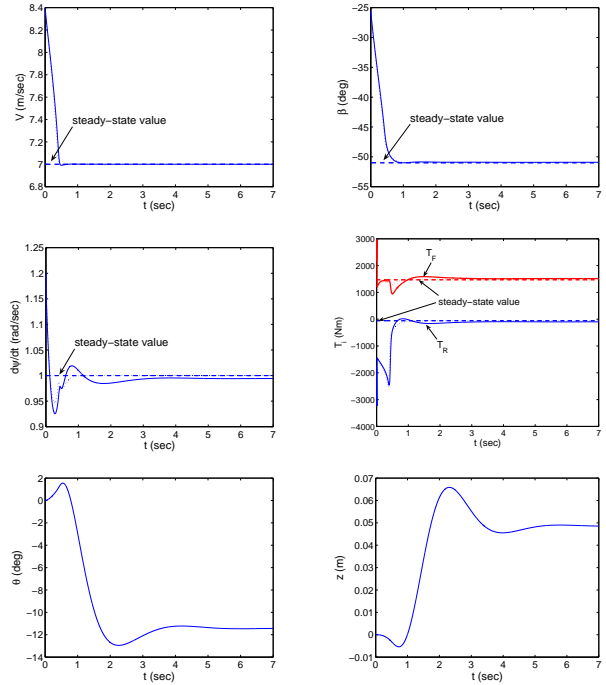 8.4
8.2
8
7.8
7.6
7.4
7.2
7
6.8
V (m/sec)
steady−state value
0 1 2 3 4 5 6 7
t (sec)
−25
−30
−35
−40
−45
−50
−55
β (deg)
steady−state value
0 1 2 3 4 5 6 7
t (sec)
1.25
1.2
1.15
1.1
1.05
1
0.95
0.9
dψ/dt (rad/sec)
steady−state value
0 1 2 3 4 5 6 7
t (sec)
3000
2000
1000
0
−1000
−2000
−3000
−4000
T_i (Nm)
T_F
steady−state value
T_R
0 1 2 3 4 5 6 7
t (sec)
2
0
−2
−4
−6
−8
−10
−12
−14
θ (deg)
0 1 2 3 4 5 6 7
t (sec)
0.07
0.06
0.05
0.04
0.03
0.02
0.01
0
−0.01
z (m)
0 1 2 3 4 5 6 7
t (sec)